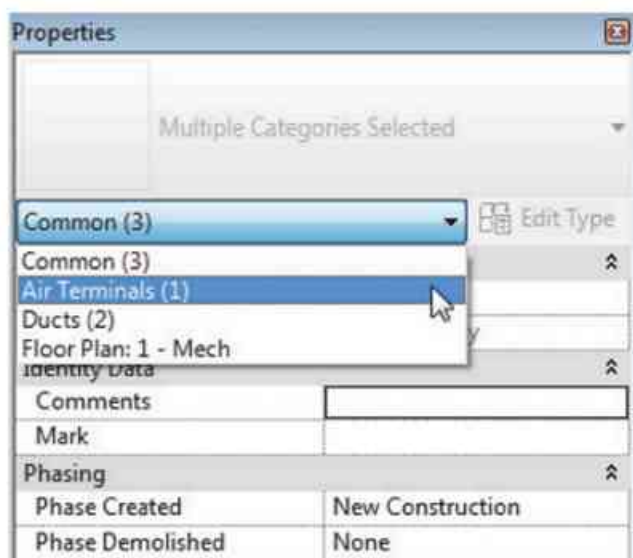 Properties
Multiple Categories Selected
Common (3)
Edit Type
Common (3)
Air Terminals (1)
Ducts (2)
Floor Plan: 1 - Mech
Identity Data
Comments
Mark
Phasing
Phase Created New Construction
Phase Demolished None